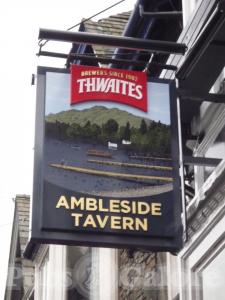 BREWERS SINCE 1807
THWAITES
AMBLESIDE
TAVERN